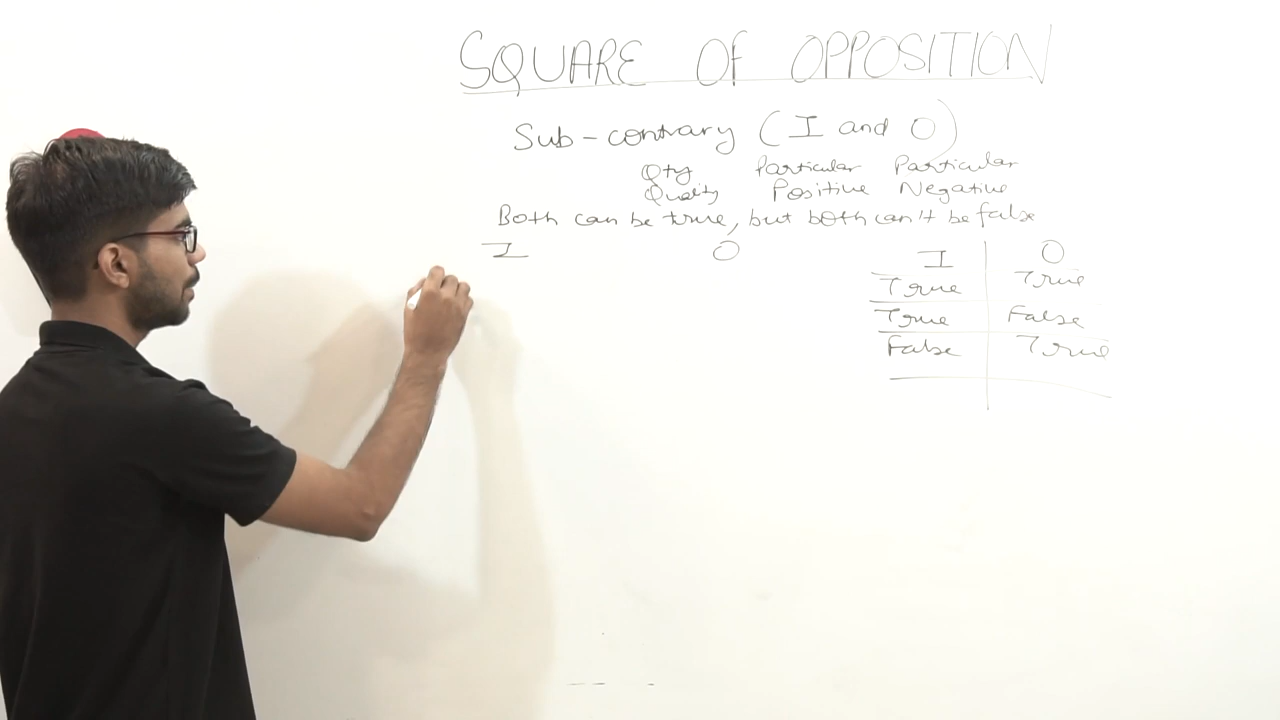 SQUARE OF OPPOSITION
Sub-contrary (I and O)
Qty Particular Particular
Quality Positive Negative
Both can be true, but both can't be false
I O
I O
True True
True False
False True